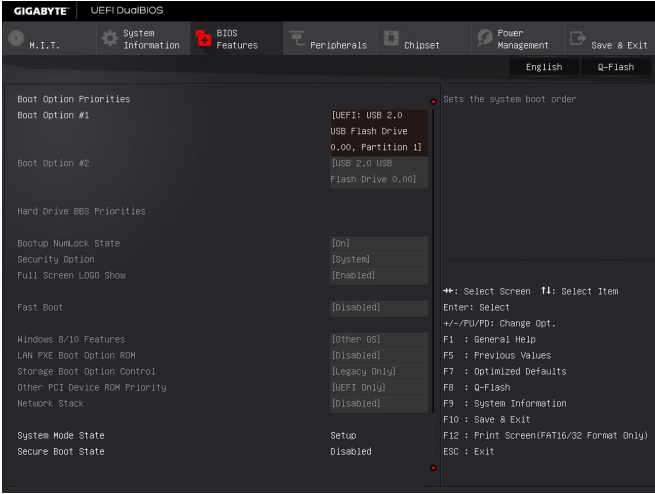 GIGABYTE™ UEFI DualBIOS
M.I.T. System Information BIOS Features Peripherals Chipset Power Management Save & Exit
English Q-Flash
Boot Option Priorities
Boot Option #1 [UEFI: USB 2.0
USB Flash Drive
0.00, Partition 1]
Boot Option #2 [USB 2.0 USB
Flash Drive 0.00]
Hard Drive BBS Priorities
Bootup NumLock State [On]
Security Option [System]
Full Screen LOGO Show [Enabled]
Fast Boot [Disabled]
Windows 8/10 Features [Other OS]
LAN PXE Boot Option ROM [Disabled]
Storage Boot Option Control [Legacy Only]
Other PCI Device ROM Priority [UEFI Only]
Network Stack [Disabled]
System Mode State Setup
Secure Boot State Disabled
Sets the system boot order
→←: Select Screen ↑↓: Select Item
Enter: Select
+/-/PU/PD: Change Opt.
F1 : General Help
F5 : Previous Values
F7 : Optimized Defaults
F8 : Q-Flash
F9 : System Information
F10 : Save & Exit
F12 : Print Screen(FAT16/32 Format Only)
ESC : Exit